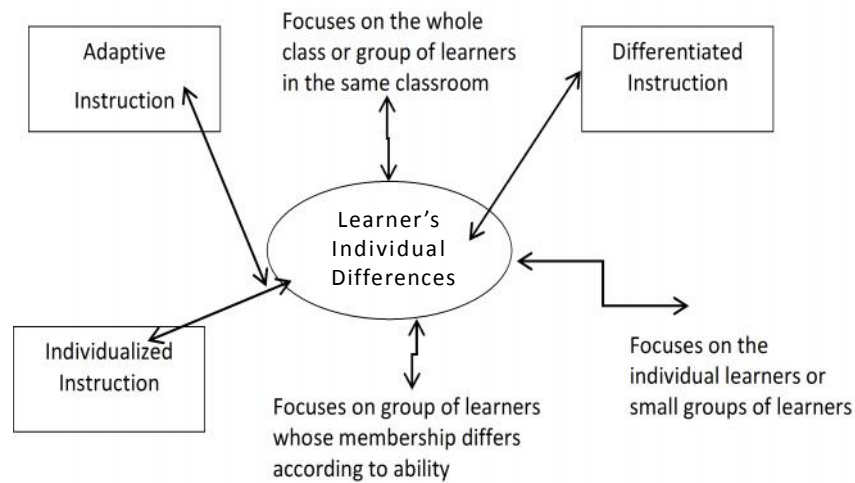 Adaptive
Instruction
Focuses on the whole
class or group of learners
in the same classroom
Differentiated
Instruction
Learner's
Individual
Differences
Individualized
Instruction
Focuses on group of learners
whose membership differs
according to ability
Focuses on the
individual learners or
small groups of learners